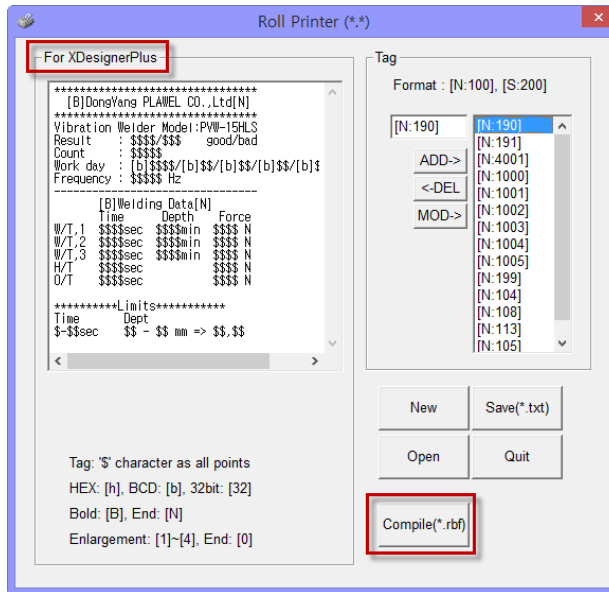 Roll Printer (*.*)
For XDesignerPlus
********************************
[B]DongYang PLAWEL CO.,Ltd[N]
********************************
Vibration Welder Model:PVW-15HLS
Result : $$$$/$$$ good/bad
Count : $$$$$
Work day : [b]$$$$/[b]$$/[b]$$/[b]$$/[b]$
Frequency : $$$$$ Hz
--------------------------------
[B]Welding Data[N]
Time Depth Force
W/T,1 $$$$sec $$$$min $$$$ N
W/T,2 $$$$sec $$$$min $$$$ N
W/T,3 $$$$sec $$$$min $$$$ N
H/T $$$$sec $$$$ N
O/T $$$$sec $$$$ N
**********Limits***********
Time Dept
$-$$sec $$ - $$ mm => $$,$$
Tag: '$' character as all points
HEX: [h], BCD: [b], 32bit: [32]
Bold: [B], End: [N]
Enlargement: [1]~[4], End: [0]
Tag
Format : [N:100], [S:200]
[N:190]
ADD->
<-DEL
MOD->
[N:190]
[N:191]
[N:4001]
[N:1000]
[N:1001]
[N:1002]
[N:1003]
[N:1004]
[N:1005]
[N:199]
[N:104]
[N:108]
[N:113]
[N:105]
New
Save(*.txt)
Open
Quit
Compile(*.rbf)